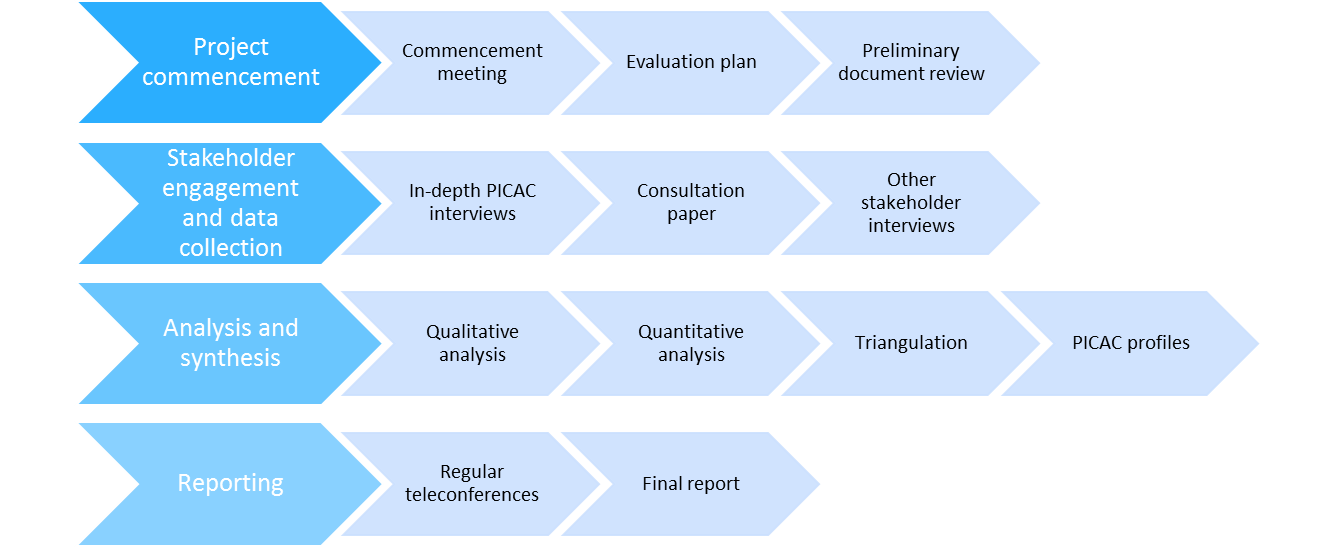 Project
commencement
Commencement
meeting
Evaluation plan
Preliminary
document review
Stakeholder
engagement
and data
collection
In-depth PICAC
interviews
Consultation
paper
Other
stakeholder
interviews
Analysis and
synthesis
Qualitative
analysis
Quantitative
analysis
Triangulation
PICAC profiles
Reporting
Regular
teleconferences
Final report